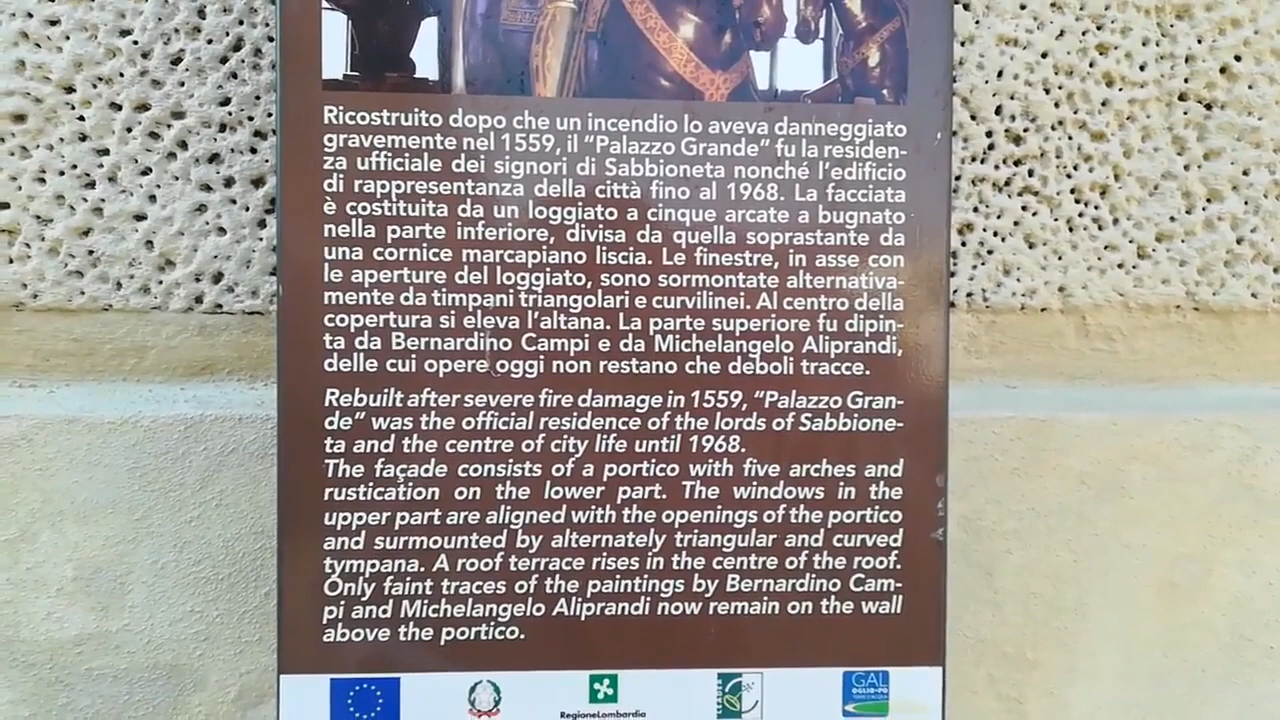 Ricostruito dopo che un incendio lo aveva danneggiato
gravemente nel 1559, il “Palazzo Grande” fu la residen-
za ufficiale dei signori di Sabbioneta nonché l’edificio
di rappresentanza della città fino al 1968. La facciata
è costituita da un loggiato a cinque arcate a bugnato
nella parte inferiore, divisa da quella soprastante da
una cornice marcapiano liscia. Le finestre, in asse con
le aperture del loggiato, sono sormontate alternativa-
mente da timpani triangolari e curvilinei. Al centro della
copertura si eleva l’altana. La parte superiore fu dipin-
ta da Bernardino Campi e da Michelangelo Aliprandi,
delle cui opere oggi non restano che deboli tracce.
Rebuilt after severe fire damage in 1559, “Palazzo Gran-
de” was the official residence of the lords of Sabbione-
ta and the centre of city life until 1968.
The façade consists of a portico with five arches and
rustication on the lower part. The windows in the
upper part are aligned with the openings of the portico
and surmounted by alternately triangular and curved
tympana. A roof terrace rises in the centre of the roof.
Only faint traces of the paintings by Bernardino Cam-
pi and Michelangelo Aliprandi now remain on the wall
above the portico.
RegioneLombardia
LEADER
GAL
OGLIO-PO
TERRE D'ACQUA